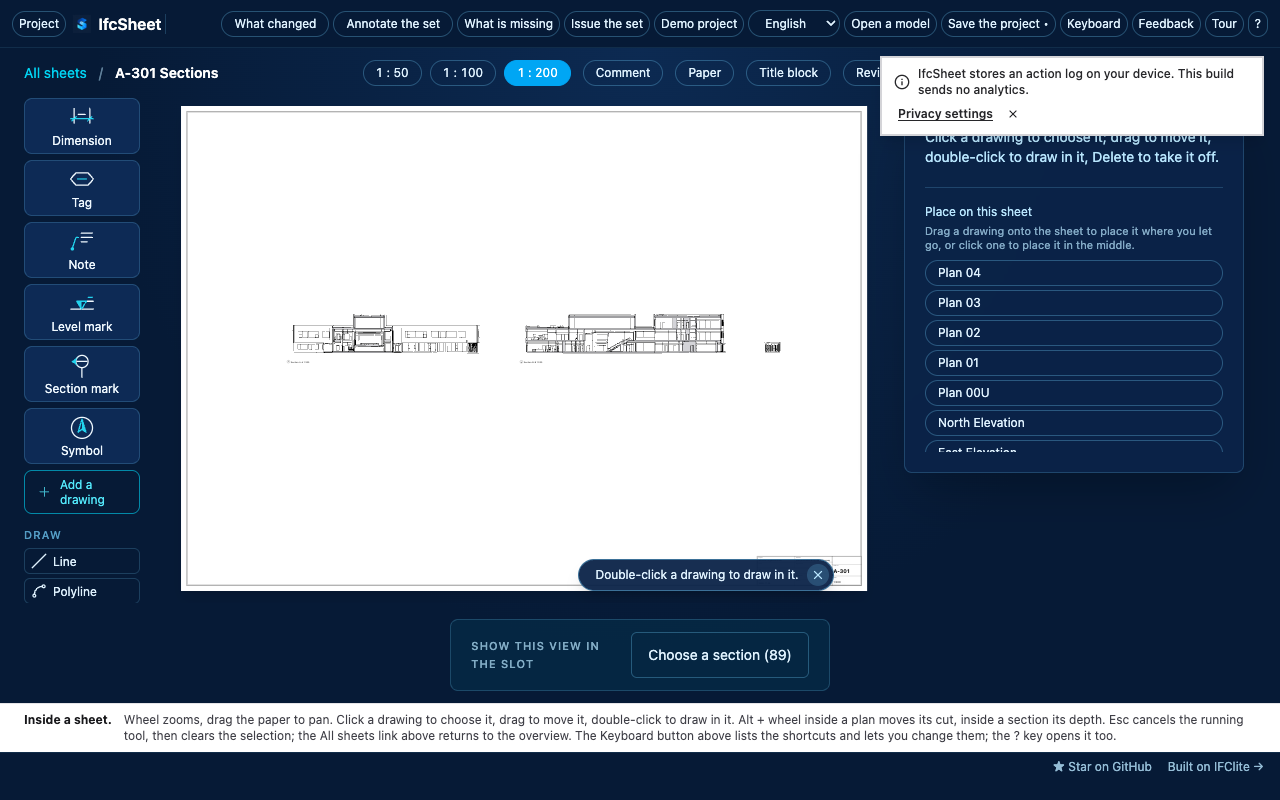 Project
IfcSheet
What changed
Annotate the set
What is missing
Issue the set
Demo project
English
Open a model
Save the project •
Keyboard
Feedback
Tour
?
All sheets / A-301 Sections
1 : 50
1 : 100
1 : 200
Comment
Paper
Title block
Revi
IfcSheet stores an action log on your device. This build
sends no analytics.
Privacy settings
Dimension
Tag
Note
Level mark
Section mark
Symbol
Add a
drawing
DRAW
Line
Polyline
A-301
Double-click a drawing to draw in it.
Click a drawing to choose it, drag to move it,
double-click to draw in it, Delete to take it off.
Place on this sheet
Drag a drawing onto the sheet to place it where you let
go, or click one to place it in the middle.
Plan 04
Plan 03
Plan 02
Plan 01
Plan 00U
North Elevation
East Elevation
SHOW THIS VIEW IN
THE SLOT
Choose a section (89)
Inside a sheet. Wheel zooms, drag the paper to pan. Click a drawing to choose it, drag to move it, double-click to draw in it. Alt + wheel inside a plan moves its cut, inside a section its depth. Esc cancels the running
tool, then clears the selection; the All sheets link above returns to the overview. The Keyboard button above lists the shortcuts and lets you change them; the ? key opens it too.
Star on GitHub
Built on IFClite →